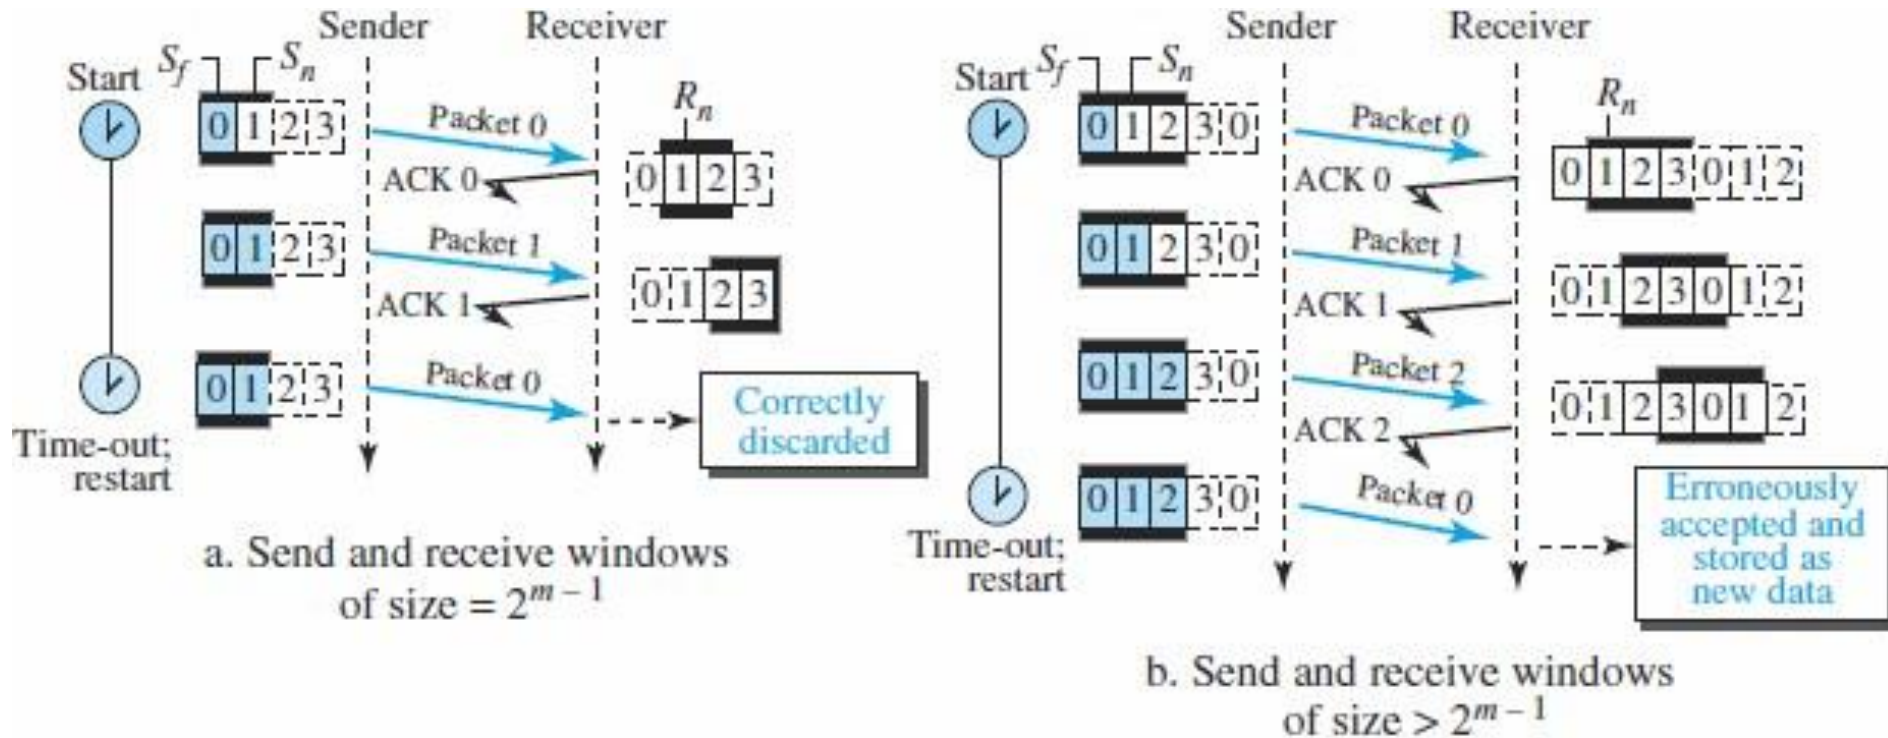 Sender Receiver
Start Sf Sn
0 1 2 3
Packet 0
Rn
ACK 0
0 1 2 3
0 1 2 3
Packet 1
ACK 1
0 1 2 3
0 1 2 3
Packet 0
Correctly
discarded
Time-out;
restart
a. Send and receive windows
of size = 2^m – 1
Sender Receiver
Start Sf Sn
0 1 2 3 0
Packet 0
Rn
ACK 0
0 1 2 3 0 1 2
0 1 2 3 0
Packet 1
ACK 1
0 1 2 3 0 1 2
0 1 2 3 0
Packet 2
ACK 2
0 1 2 3 0 1 2
0 1 2 3 0
Packet 0
Erroneously
accepted and
stored as
new data
Time-out;
restart
b. Send and receive windows
of size > 2^m – 1